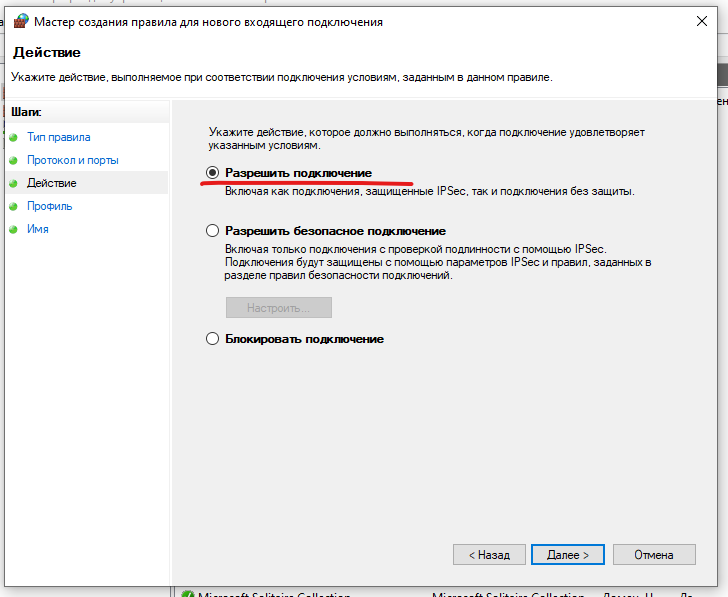 Мастер создания правила для нового входящего подключения
Действие
Укажите действие, выполняемое при соответствии подключения условиям, заданным в данном правиле.
Шаги:
Тип правила
Протокол и порты
Действие
Профиль
Имя
Укажите действие, которое должно выполняться, когда подключение удовлетворяет
указанным условиям.
Разрешить подключение
Включая как подключения, защищенные IPSec, так и подключения без защиты.
Разрешить безопасное подключение
Включая только подключения с проверкой подлинности с помощью IPSec.
Подключения будут защищены с помощью параметров IPSec и правил, заданных в
разделе правил безопасности подключений.
Настроить...
Блокировать подключение
< Назад
Далее >
Отмена
Microsoft Solitaire Collection
Microsoft Solitaire Collection